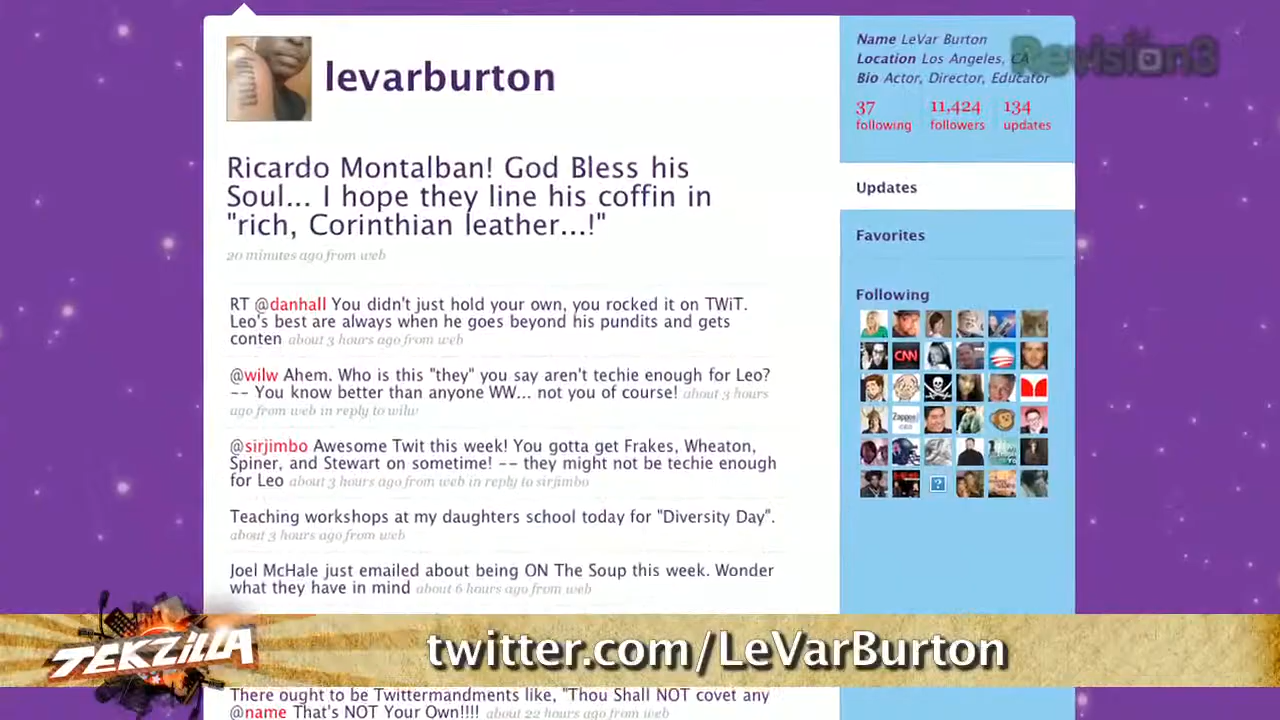 levarburton
Ricardo Montalban! God Bless his
Soul... I hope they line his coffin in
"rich, Corinthian leather...!"
20 minutes ago from web
RT @danhall You didn't just hold your own, you rocked it on TWiT.
Leo's best are always when he goes beyond his pundits and gets
conten about 3 hours ago from web
@wilw Ahem. Who is this "they" you say aren't techie enough for Leo?
-- You know better than anyone WW... not you of course! about 3 hours
ago from web in reply to wilw
@sirjimbo Awesome Twit this week! You gotta get Frakes, Wheaton,
Spiner, and Stewart on sometime! -- they might not be techie enough
for Leo about 3 hours ago from web in reply to sirjimbo
Teaching workshops at my daughters school today for "Diversity Day".
about 3 hours ago from web
Joel McHale just emailed about being ON The Soup this week. Wonder
what they have in mind about 6 hours ago from web
There ought to be Twittermandments like, "Thou Shall NOT covet any
@name That's NOT Your Own!!!! about 22 hours ago from web
Name LeVar Burton
Location Los Angeles, CA
Bio Actor, Director, Educator
37 11,424 134
following followers updates
Updates
Favorites
Following
CNN
Revision3
TEKZILLA
twitter.com/LeVarBurton